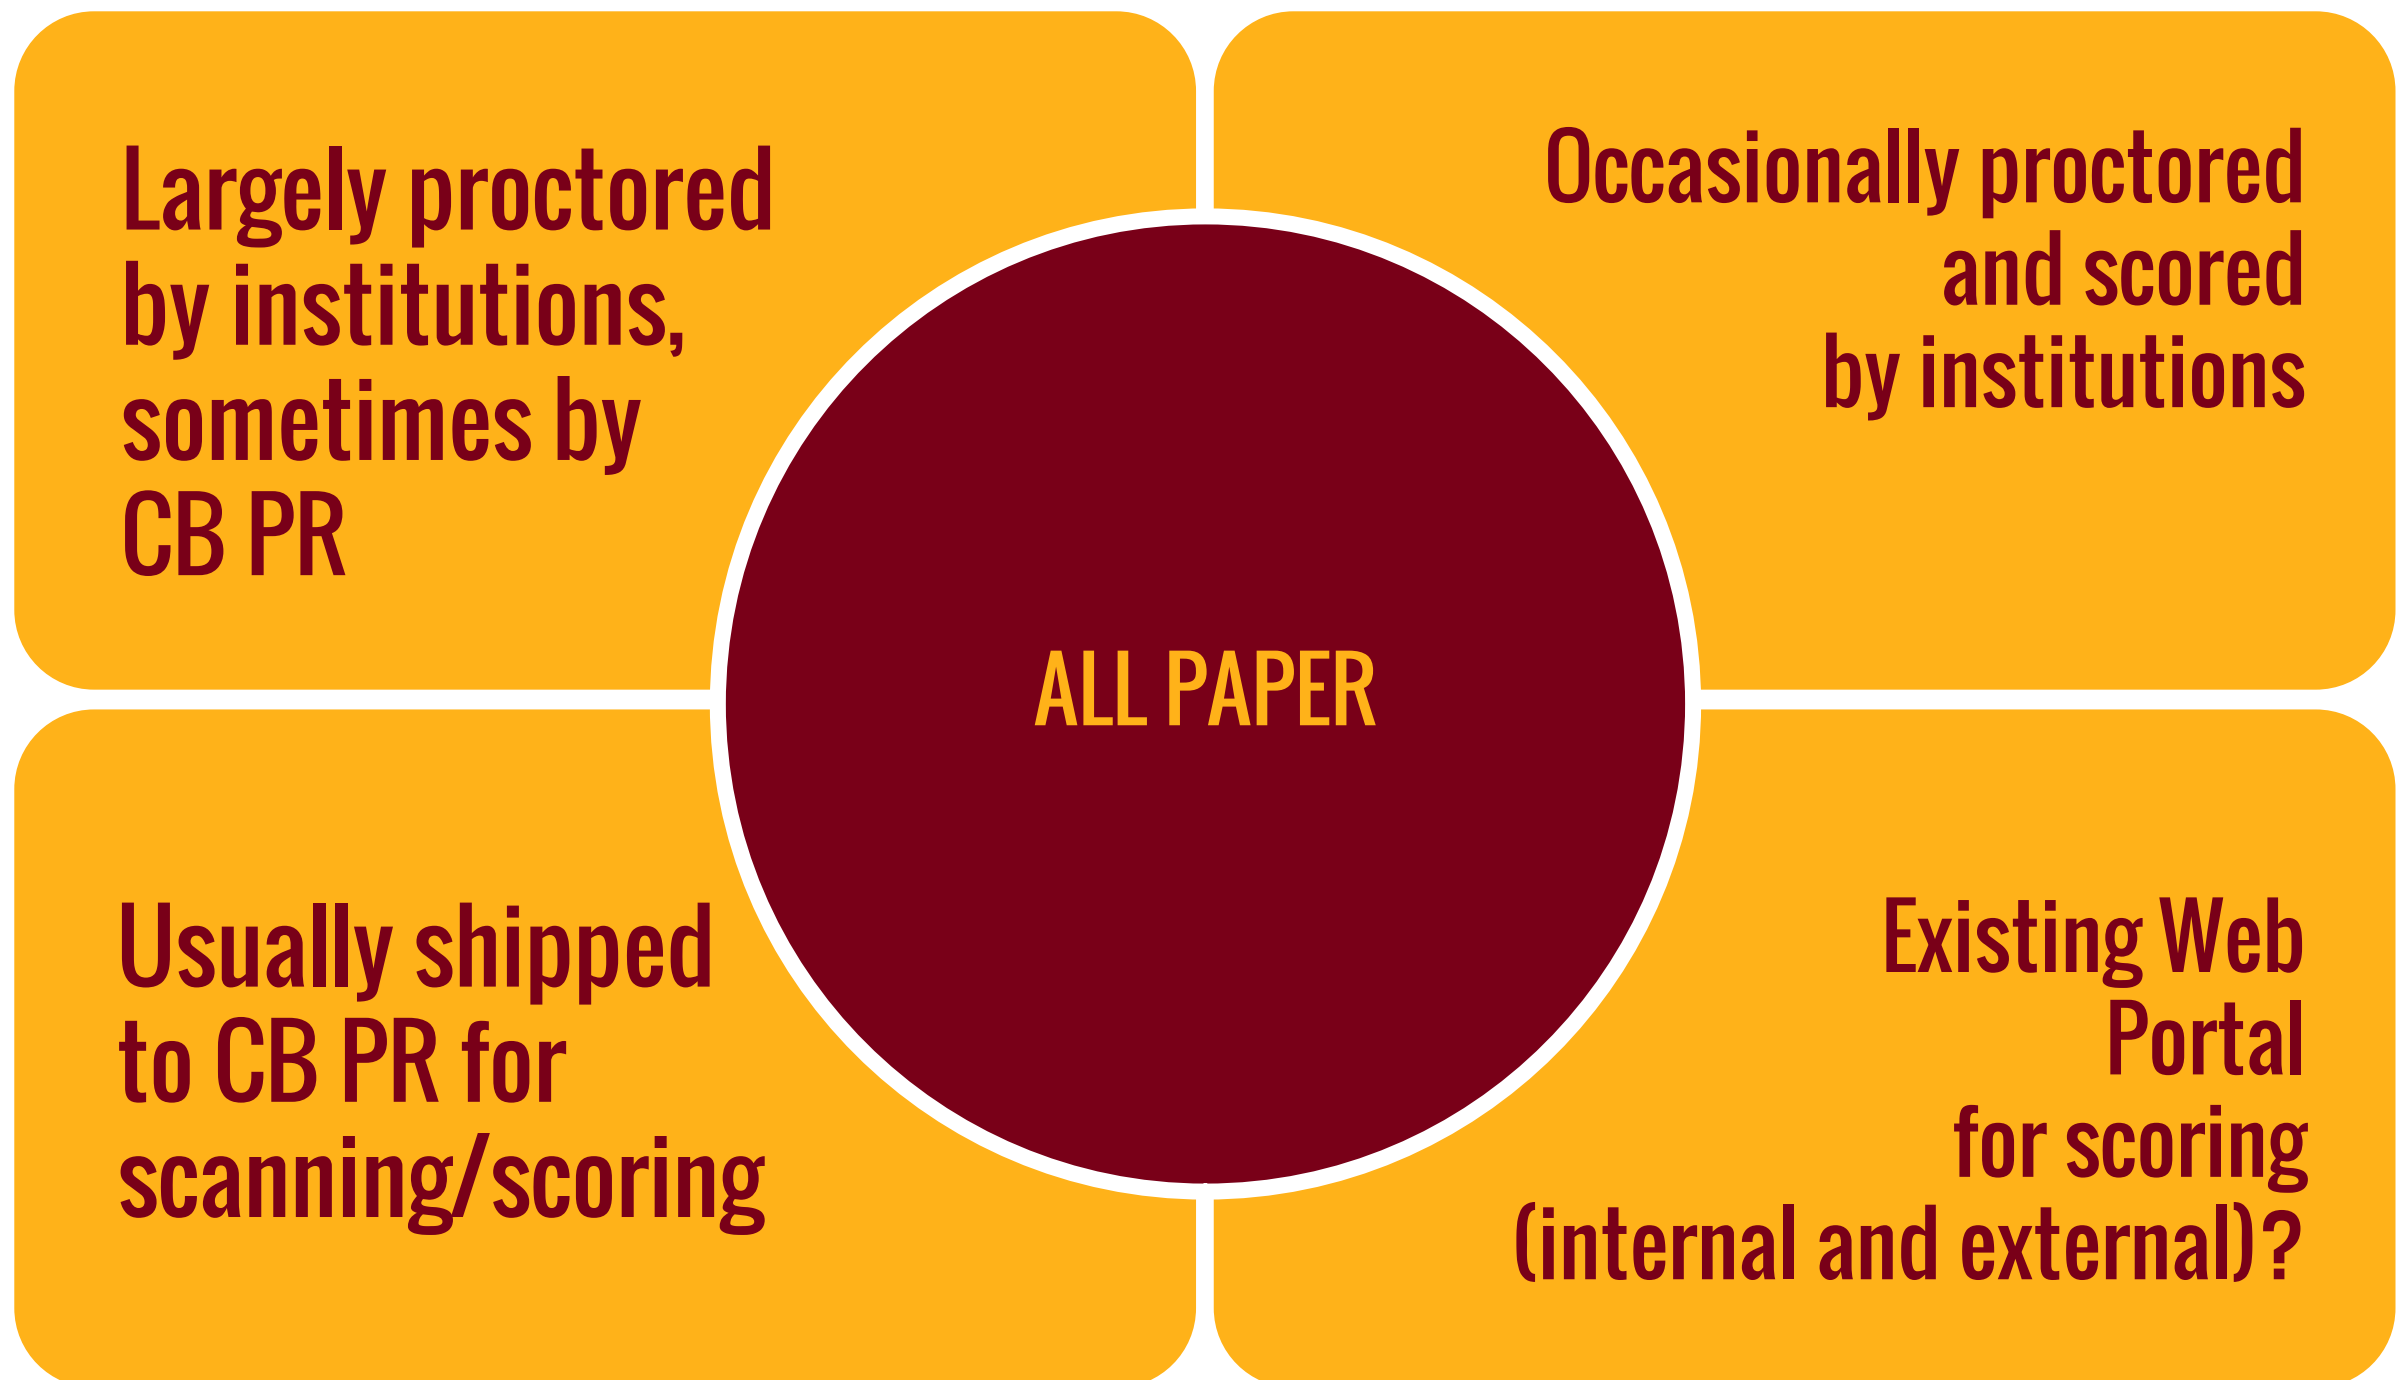 Largely proctored
by institutions,
sometimes by
CB PR
Occasionally proctored
and scored
by institutions
ALL PAPER
Usually shipped
to CB PR for
scanning/scoring
Existing Web
Portal
for scoring
(internal and external)?